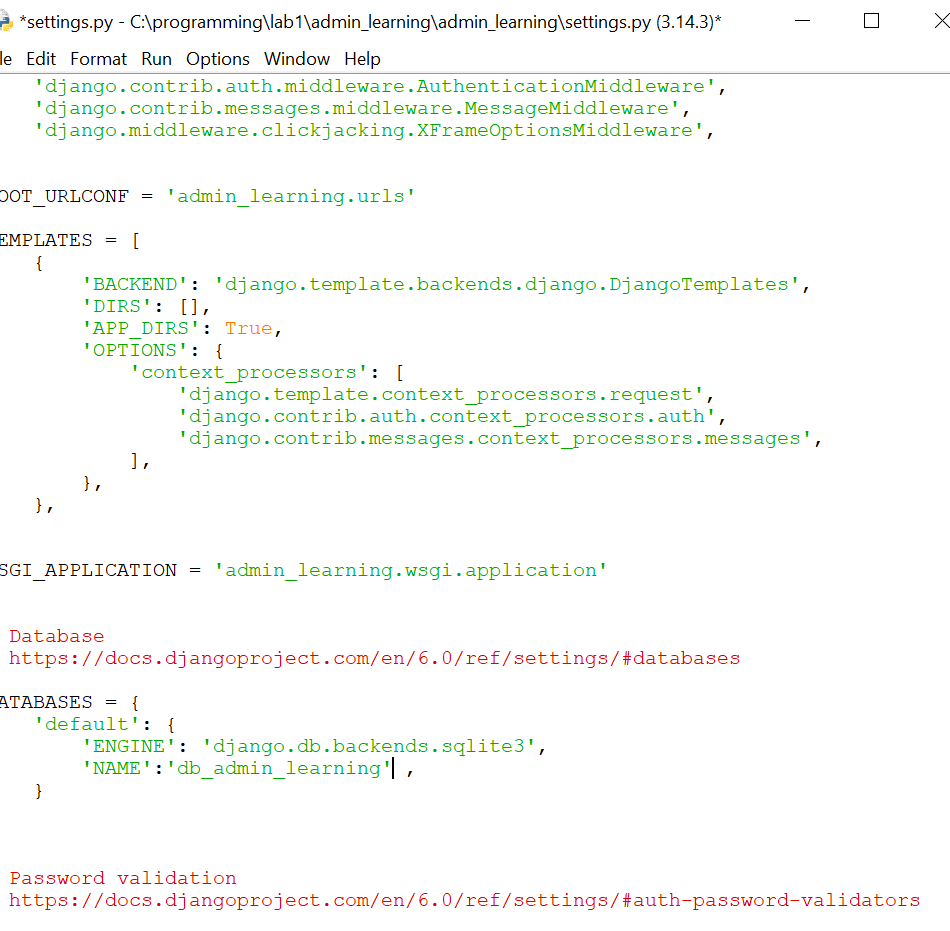 *settings.py - C:\programming\lab1\admin_learning\admin_learning\settings.py (3.14.3)*
le Edit Format Run Options Window Help
'django.contrib.auth.middleware.AuthenticationMiddleware',
'django.contrib.messages.middleware.MessageMiddleware',
'django.middleware.clickjacking.XFrameOptionsMiddleware',
OOT_URLCONF = 'admin_learning.urls'
EMPLATES = [
{
'BACKEND': 'django.template.backends.django.DjangoTemplates',
'DIRS': [],
'APP_DIRS': True,
'OPTIONS': {
'context_processors': [
'django.template.context_processors.request',
'django.contrib.auth.context_processors.auth',
'django.contrib.messages.context_processors.messages',
],
},
},
SGI_APPLICATION = 'admin_learning.wsgi.application'
Database
https://docs.djangoproject.com/en/6.0/ref/settings/#databases
ATABASES = {
'default': {
'ENGINE': 'django.db.backends.sqlite3',
'NAME':'db_admin_learning' ,
}
Password validation
https://docs.djangoproject.com/en/6.0/ref/settings/#auth-password-validators